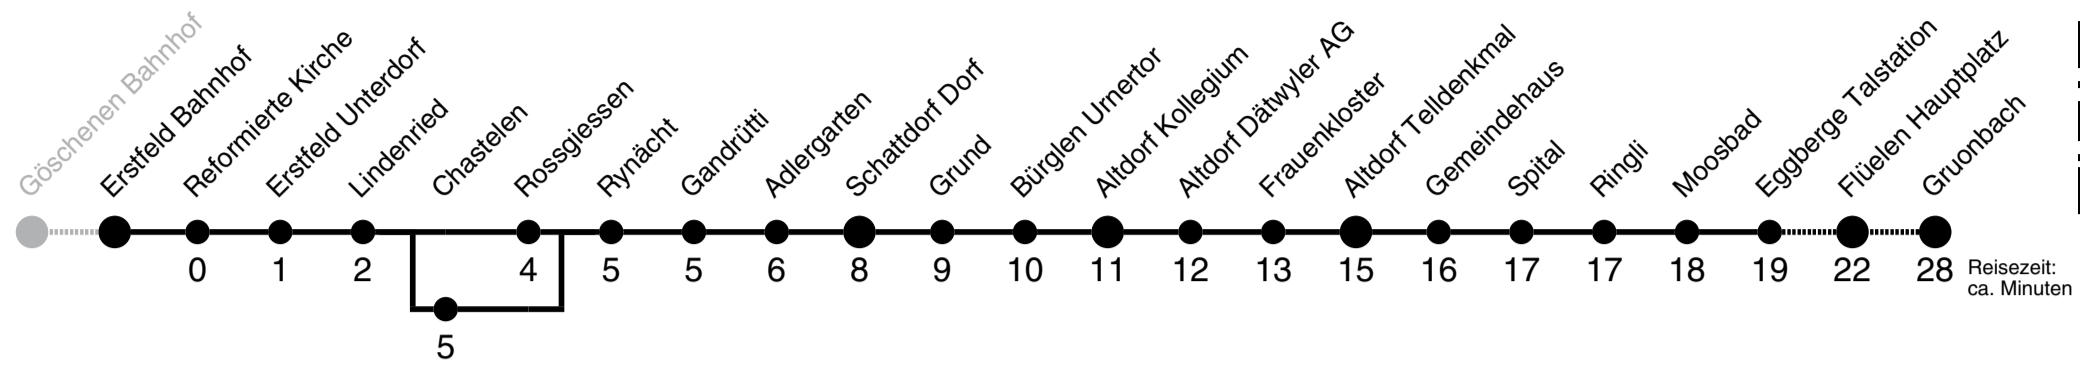 Göschenen Bahnhof
Erstfeld Bahnhof
Reformierte Kirche
Erstfeld Unterdorf
Lindenried
Chastelen
Rossgiessen
Rynächt
Gandrütti
Adlergarten
Schattdorf Dorf
Grund
Bürglen Urnertor
Altdorf Kollegium
Altdorf Dätwyler AG
Frauenkloster
Altdorf Telldenkmal
Gemeindehaus
Spital
Ringli
Moosbad
Eggberge Talstation
Flüelen Hauptplatz
Gruonbach
0 1 2 4 5 5 6 8 9 10 11 12 13 15 16 17 17 18 19 22 28 Reisezeit:
ca. Minuten
5